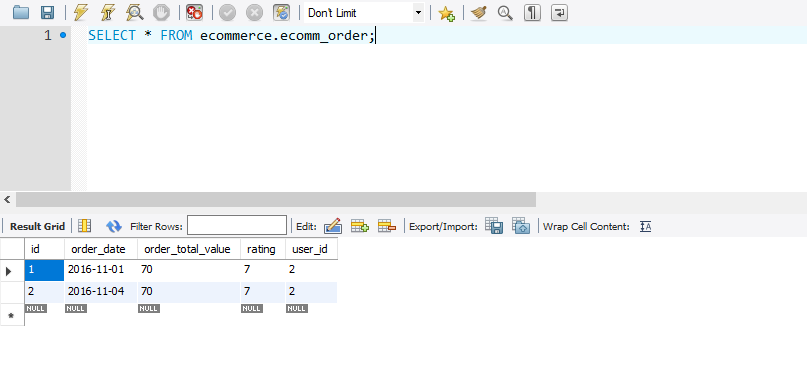 Don't Limit
1 SELECT * FROM ecommerce.ecomm_order;
Result Grid Filter Rows: Edit: Export/Import: Wrap Cell Content: IA
id order_date order_total_value rating user_id
1 2016-11-01 70 7 2
2 2016-11-04 70 7 2
NULL NULL NULL NULL NULL